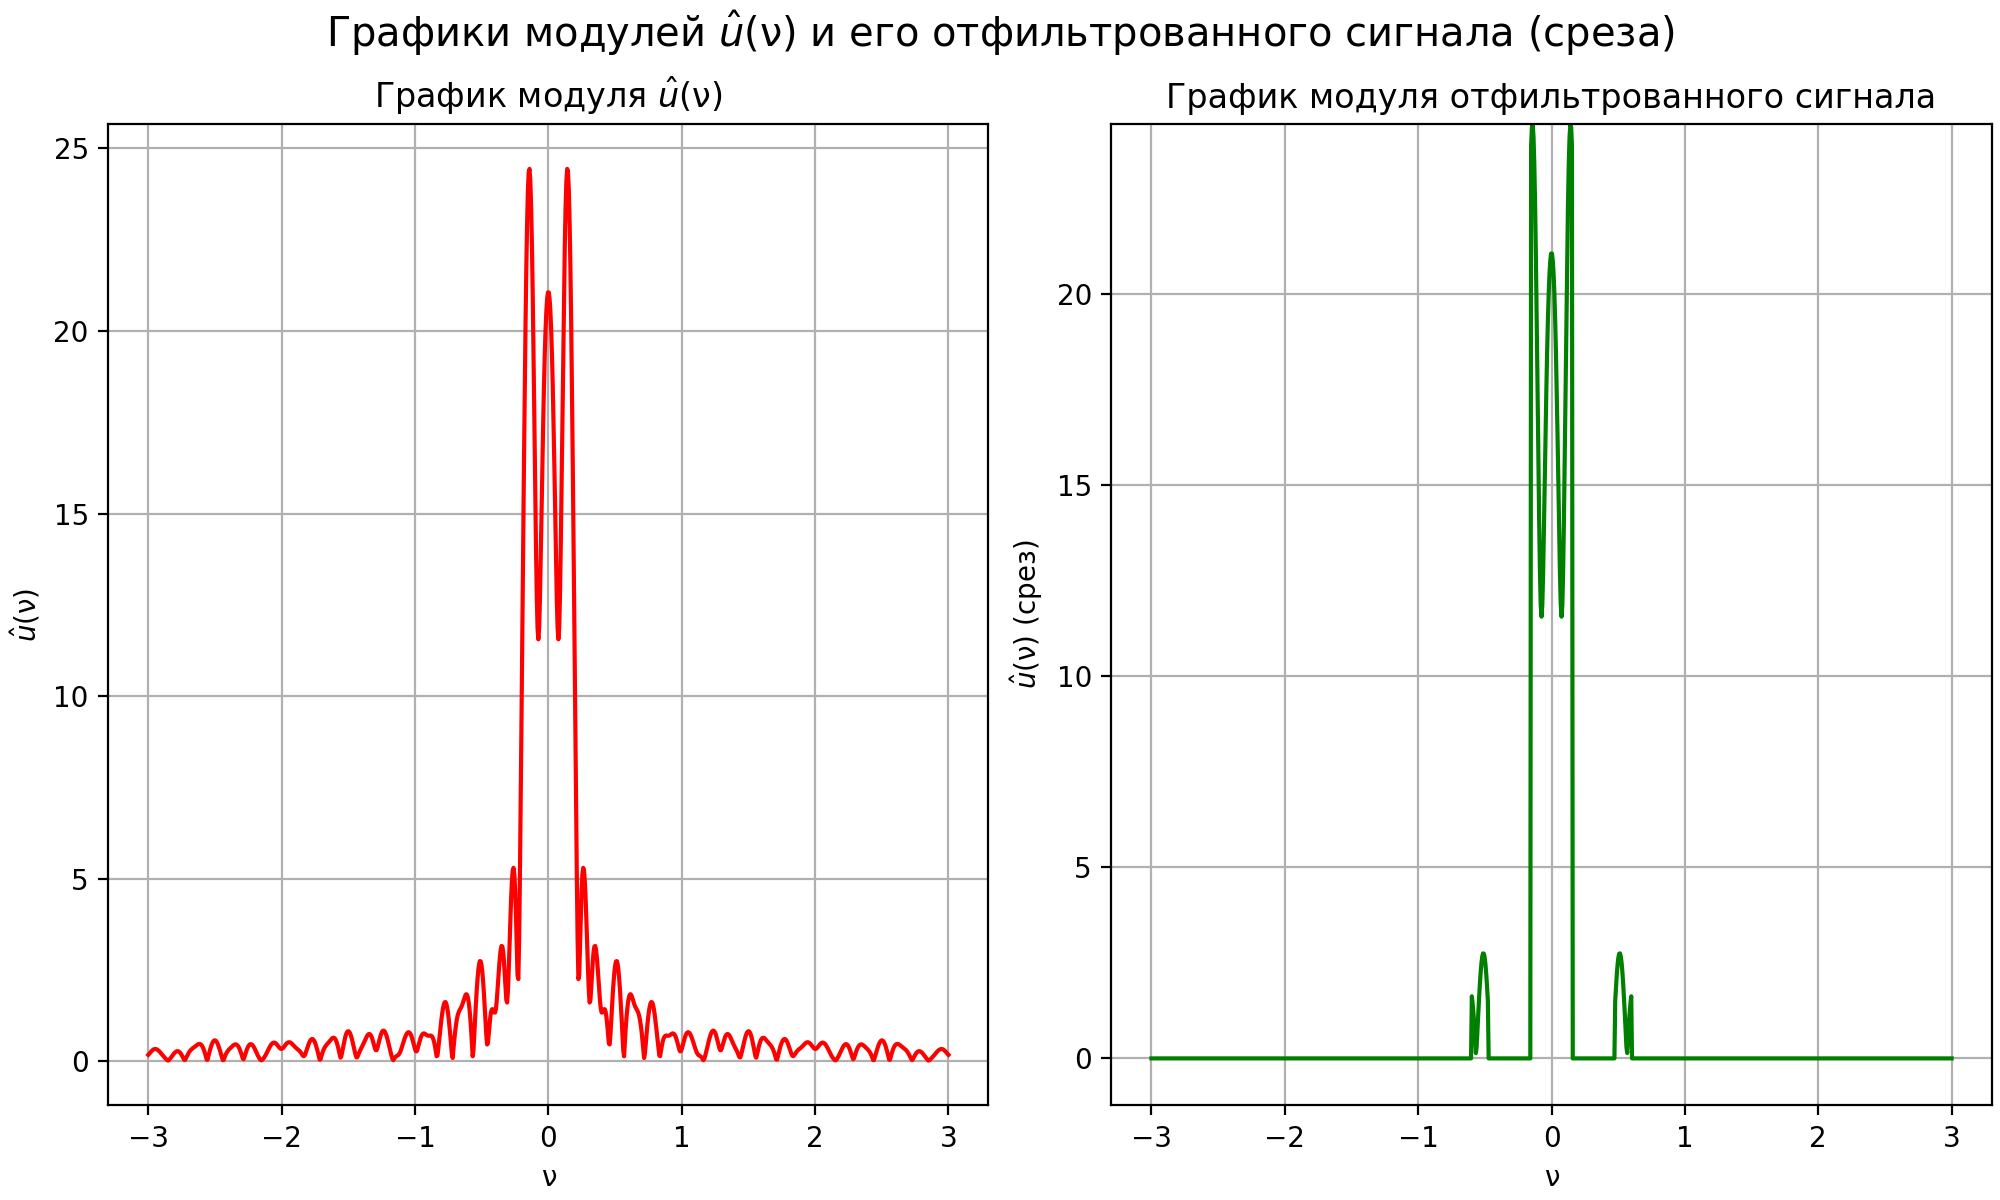 Графики модулей û(ν) и его отфильтрованного сигнала (среза)
График модуля û(ν)
25
20
15
10
5
0
û(ν)
−3 −2 −1 0 1 2 3
ν
График модуля отфильтрованного сигнала
20
15
10
5
0
û(ν) (срез)
−3 −2 −1 0 1 2 3
ν